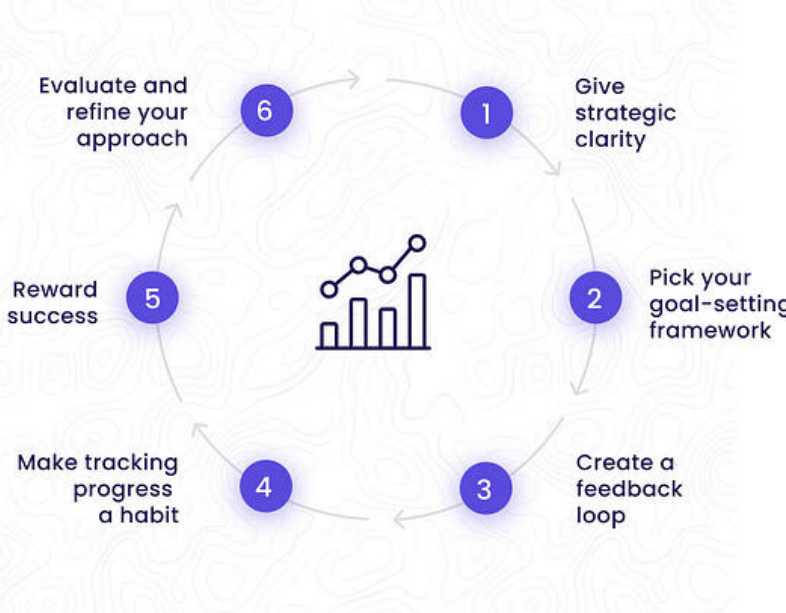 1
Give
strategic
clarity
2
Pick your
goal-setting
framework
3
Create a
feedback
loop
4
Make tracking
progress
a habit
5
Reward
success
6
Evaluate and
refine your
approach